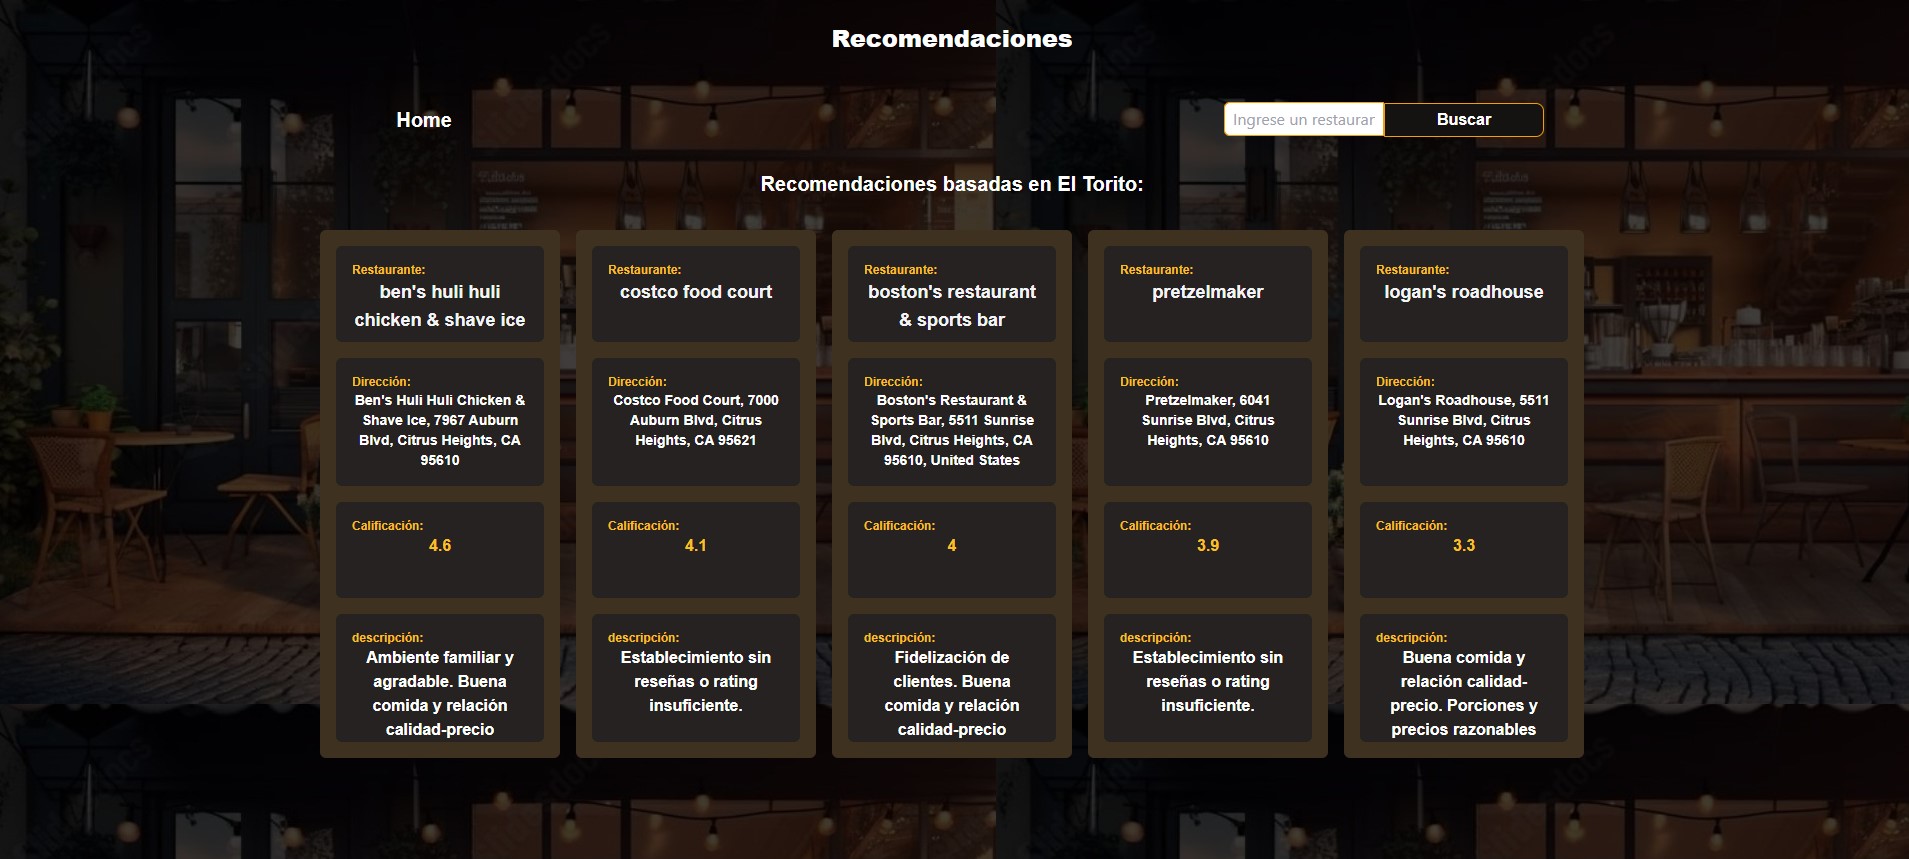 Recomendaciones
Home
Ingrese un restaurar
Buscar
Recomendaciones basadas en El Torito:
Restaurante:
ben's huli huli
chicken & shave ice
Dirección:
Ben's Huli Huli Chicken &
Shave Ice, 7967 Auburn
Blvd, Citrus Heights, CA
95610
Calificación:
4.6
descripción:
Ambiente familiar y
agradable. Buena
comida y relación
calidad-precio
Restaurante:
costco food court
Dirección:
Costco Food Court, 7000
Auburn Blvd, Citrus
Heights, CA 95621
Calificación:
4.1
descripción:
Establecimiento sin
reseñas o rating
insuficiente.
Restaurante:
boston's restaurant
& sports bar
Dirección:
Boston's Restaurant &
Sports Bar, 5511 Sunrise
Blvd, Citrus Heights, CA
95610, United States
Calificación:
4
descripción:
Fidelización de
clientes. Buena
comida y relación
calidad-precio
Restaurante:
pretzelmaker
Dirección:
Pretzelmaker, 6041
Sunrise Blvd, Citrus
Heights, CA 95610
Calificación:
3.9
descripción:
Establecimiento sin
reseñas o rating
insuficiente.
Restaurante:
logan's roadhouse
Dirección:
Logan's Roadhouse, 5511
Sunrise Blvd, Citrus
Heights, CA 95610
Calificación:
3.3
descripción:
Buena comida y
relación calidad-
precio. Porciones y
precios razonables